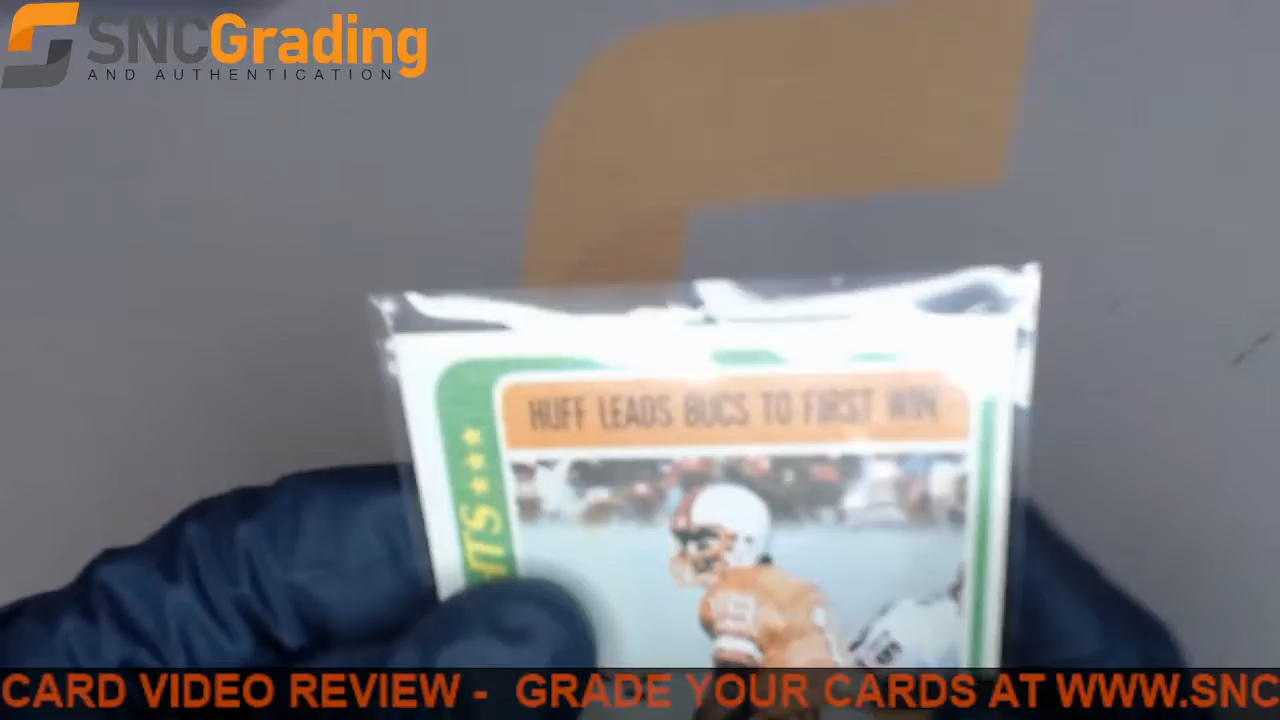 SNCGrading
AND AUTHENTICATION
HUFF LEADS BUCS TO FIRST WIN
CARD VIDEO REVIEW - GRADE YOUR CARDS AT WWW.SNC